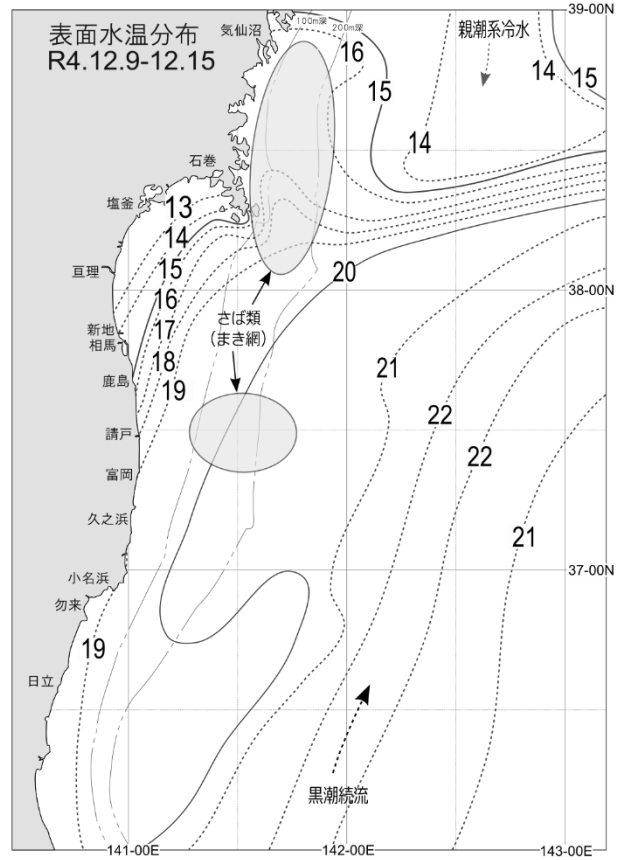 表面水温分布
R4.12.9-12.15
気仙沼
100m深
200m深
親潮系冷水
39-00N
16
15
14
15
14
石巻
塩釜
13
14
15
16
17
18
19
亘理
新地
相馬
鹿島
請戸
富岡
久之浜
小名浜
勿来
日立
20
38-00N
さば類
(まき網)
21
22
22
21
37-00N
19
黒潮続流
141-00E
142-00E
143-00E